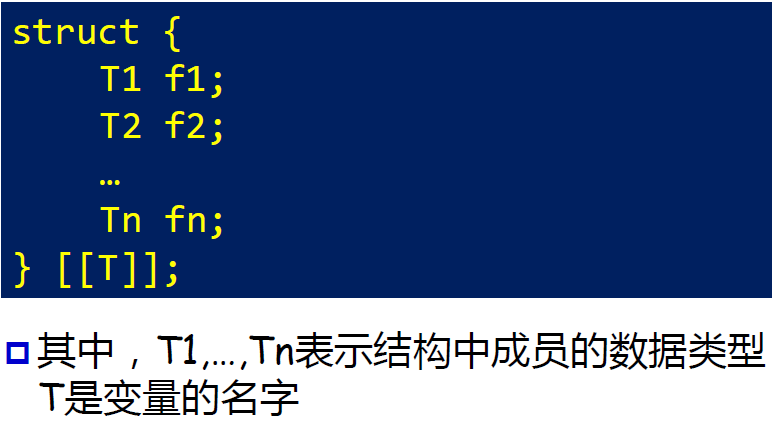 struct {
    T1 f1;
    T2 f2;
    …
    Tn fn;
} [[T]];
其中，T1,…,Tn表示结构中成员的数据类型
T是变量的名字